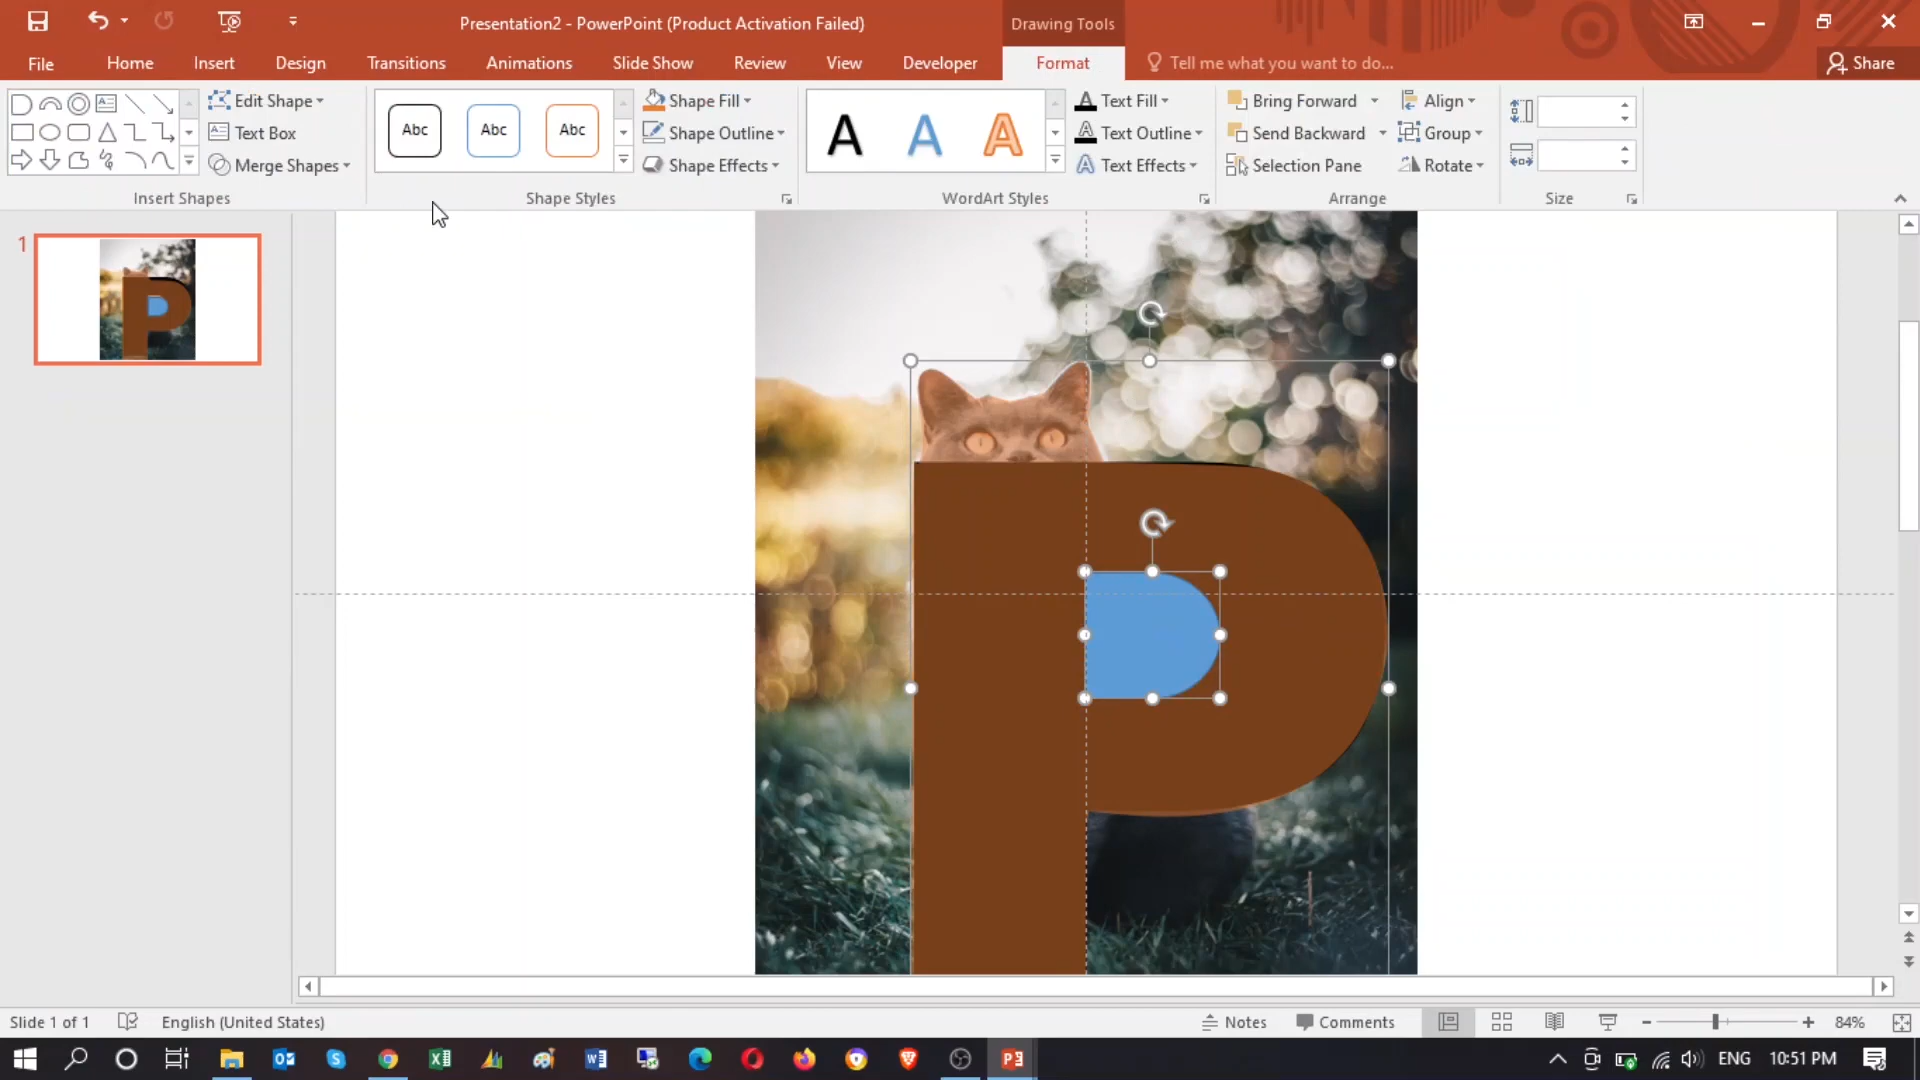 Presentation2 - PowerPoint (Product Activation Failed)
Drawing Tools
File
Home
Insert
Design
Transitions
Animations
Slide Show
Review
View
Developer
Format
Tell me what you want to do...
Share
Edit Shape
Text Box
Merge Shapes
Insert Shapes
Abc
Abc
Abc
Shape Fill
Shape Outline
Shape Effects
Shape Styles
A
A
A
Text Fill
Text Outline
Text Effects
WordArt Styles
Bring Forward
Send Backward
Selection Pane
Align
Group
Rotate
Arrange
Size
1
P
Slide 1 of 1
English (United States)
Notes
Comments
84%
ENG
10:51 PM